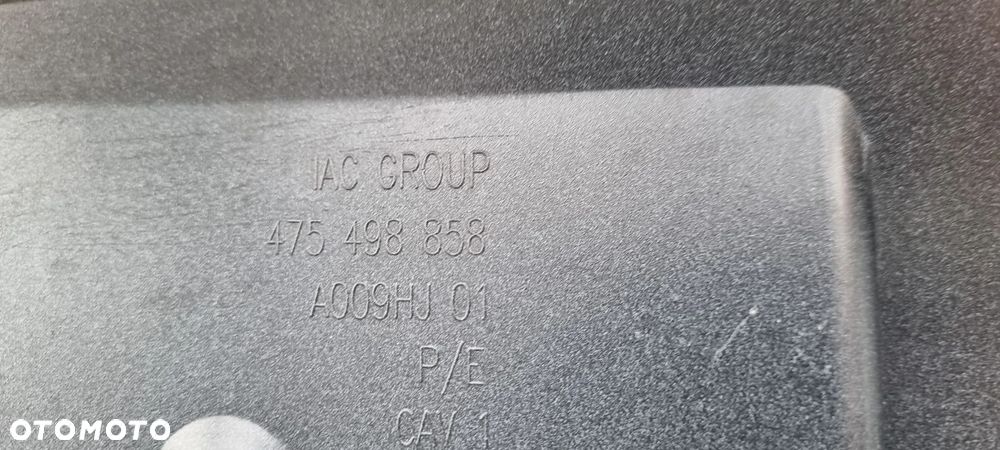 IAC GROUP
475 498 858
A009HJ 01
P/E
CAV 1
OTOMOTO